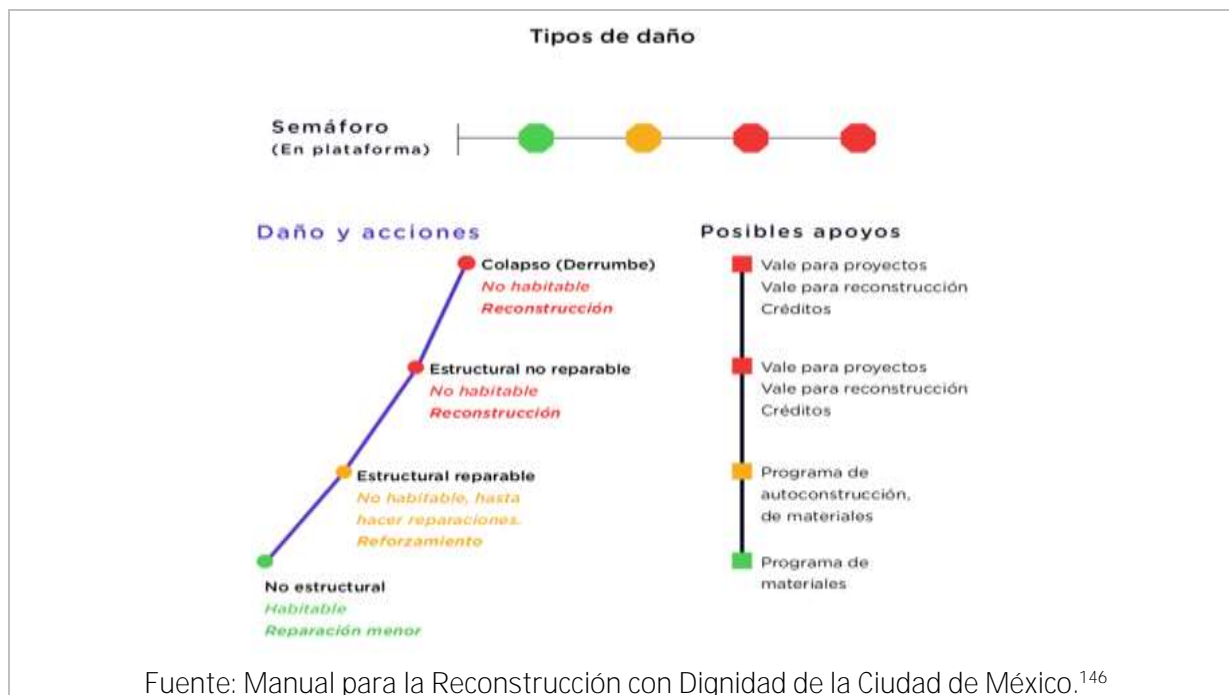 Tipos de daño
Semáforo
(En plataforma)
Daño y acciones
Colapso (Derrumbe)
No habitable
Reconstrucción
Estructural no reparable
No habitable
Reconstrucción
Estructural reparable
No habitable, hasta
hacer reparaciones.
Reforzamiento
No estructural
Habitable
Reparación menor
Posibles apoyos
Vale para proyectos
Vale para reconstrucción
Créditos
Vale para proyectos
Vale para reconstrucción
Créditos
Programa de
autoconstrucción,
de materiales
Programa de
materiales
Fuente: Manual para la Reconstrucción con Dignidad de la Ciudad de México.146